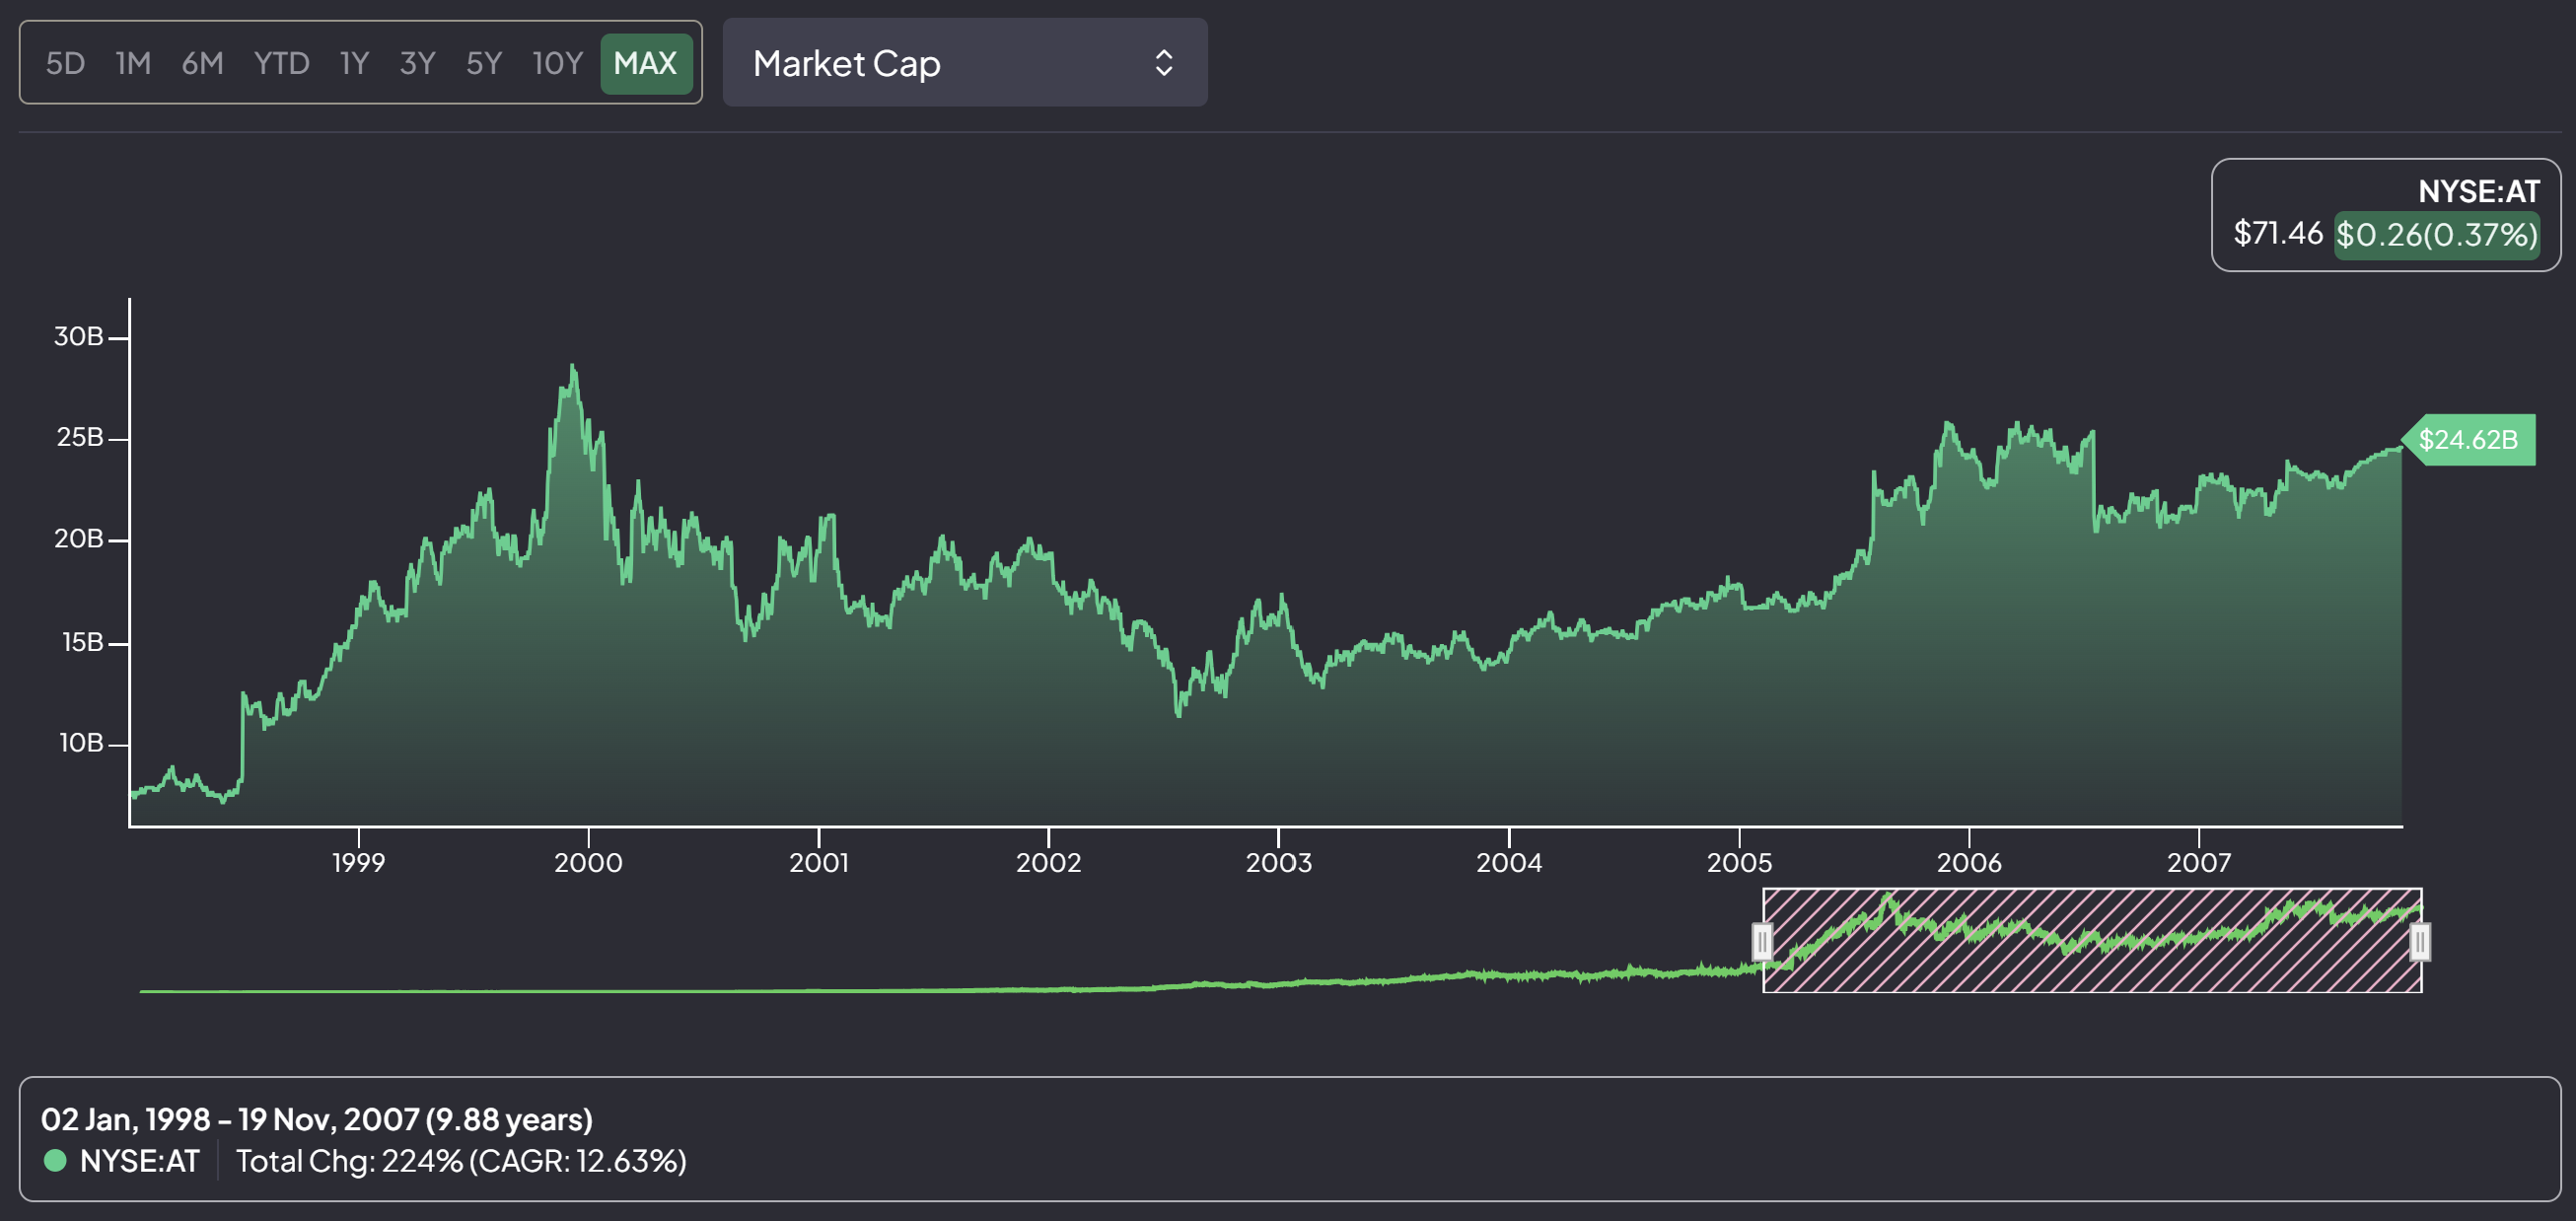 5D 1M 6M YTD 1Y 3Y 5Y 10Y MAX
Market Cap
NYSE:AT
$71.46 $0.26(0.37%)
30B
25B
$24.62B
20B
15B
10B
1999 2000 2001 2002 2003 2004 2005 2006 2007
02 Jan, 1998 – 19 Nov, 2007 (9.88 years)
NYSE:AT Total Chg: 224% (CAGR: 12.63%)